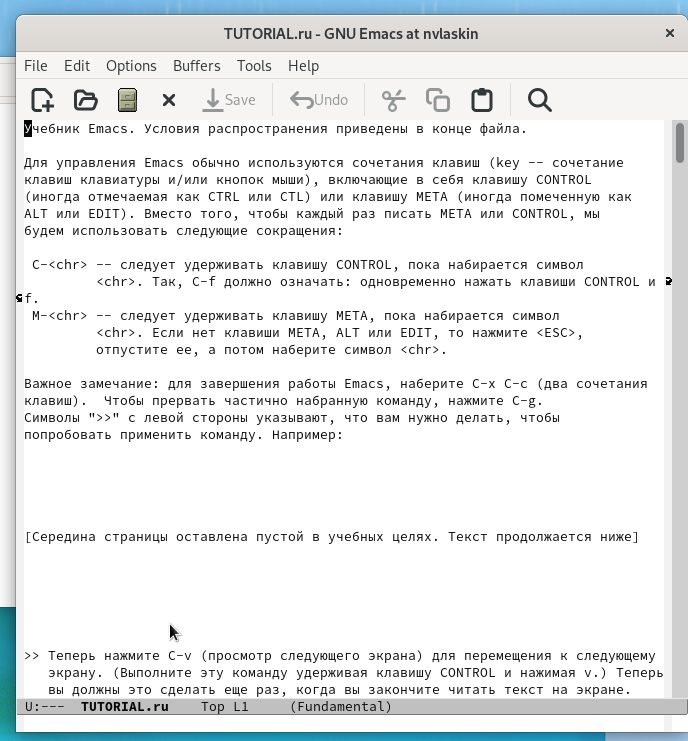 TUTORIAL.ru - GNU Emacs at nvlaskin
File Edit Options Buffers Tools Help
Save Undo
Учебник Emacs. Условия распространения приведены в конце файла.
Для управления Emacs обычно используются сочетания клавиш (key -- сочетание
клавиш клавиатуры и/или кнопок мыши), включающие в себя клавишу CONTROL
(иногда отмечаемая как CTRL или CTL) или клавишу META (иногда помеченную как
ALT или EDIT). Вместо того, чтобы каждый раз писать META или CONTROL, мы
будем использовать следующие сокращения:
C-<chr> -- следует удерживать клавишу CONTROL, пока набирается символ
<chr>. Так, C-f должно означать: одновременно нажать клавиши CONTROL и
f.
M-<chr> -- следует удерживать клавишу META, пока набирается символ
<chr>. Если нет клавиши META, ALT или EDIT, то нажмите <ESC>,
отпустите ее, а потом наберите символ <chr>.
Важное замечание: для завершения работы Emacs, наберите C-x C-c (два сочетания
клавиш).  Чтобы прервать частично набранную команду, нажмите C-g.
Символы ">>" с левой стороны указывают, что вам нужно делать, чтобы
попробовать применить команду. Например:
[Середина страницы оставлена пустой в учебных целях. Текст продолжается ниже]
>> Теперь нажмите C-v (просмотр следующего экрана) для перемещения к следующему
экрану. (Выполните эту команду удерживая клавишу CONTROL и нажимая v.) Теперь
вы должны это сделать еще раз, когда вы закончите читать текст на экране.
U:--- TUTORIAL.ru Top L1 (Fundamental)